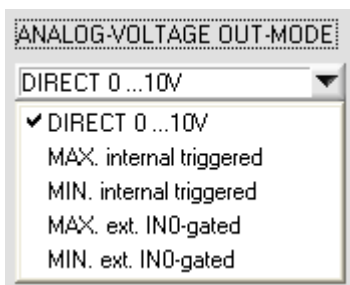 ANALOG-VOLTAGE OUT-MODE
DIRECT 0 ...10V
DIRECT 0 ...10V
MAX. internal triggered
MIN. internal triggered
MAX. ext. IN0-gated
MIN. ext. IN0-gated